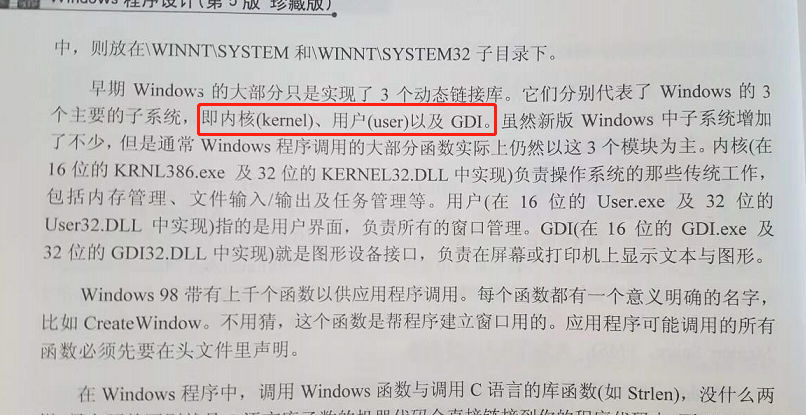 Windows 程序设计(第 5 版 珍藏版)
中，则放在\WINNT\SYSTEM 和\WINNT\SYSTEM32 子目录下。
早期 Windows 的大部分只是实现了 3 个动态链接库。它们分别代表了 Windows 的 3
个主要的子系统，即内核(kernel)、用户(user)以及 GDI。虽然新版 Windows 中子系统增加
了不少，但是通常 Windows 程序调用的大部分函数实际上仍然以这 3 个模块为主。内核(在
16 位的 KRNL386.exe 及 32 位的 KERNEL32.DLL 中实现)负责操作系统的那些传统工作，
包括内存管理、文件输入/输出及任务管理等。用户(在 16 位的 User.exe 及 32 位的
User32.DLL 中实现)指的是用户界面，负责所有的窗口管理。GDI(在 16 位的 GDI.exe 及
32 位的 GDI32.DLL 中实现)就是图形设备接口，负责在屏幕或打印机上显示文本与图形。
Windows 98 带有上千个函数以供应用程序调用。每个函数都有一个意义明确的名字，
比如 CreateWindow。不用猜，这个函数是帮程序建立窗口用的。应用程序可能调用的所有
函数必须先要在头文件里声明。
在 Windows 程序中，调用 Windows 函数与调用 C 语言的库函数(如 Strlen)，没什么两